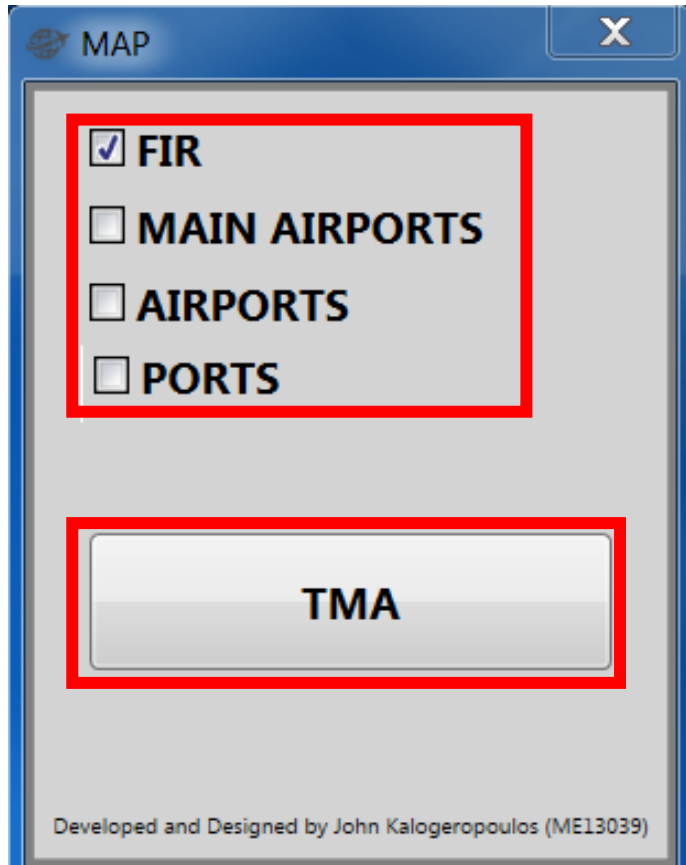 MAP
FIR
MAIN AIRPORTS
AIRPORTS
PORTS
TMA
Developed and Designed by John Kalogeropoulos (ME13039)